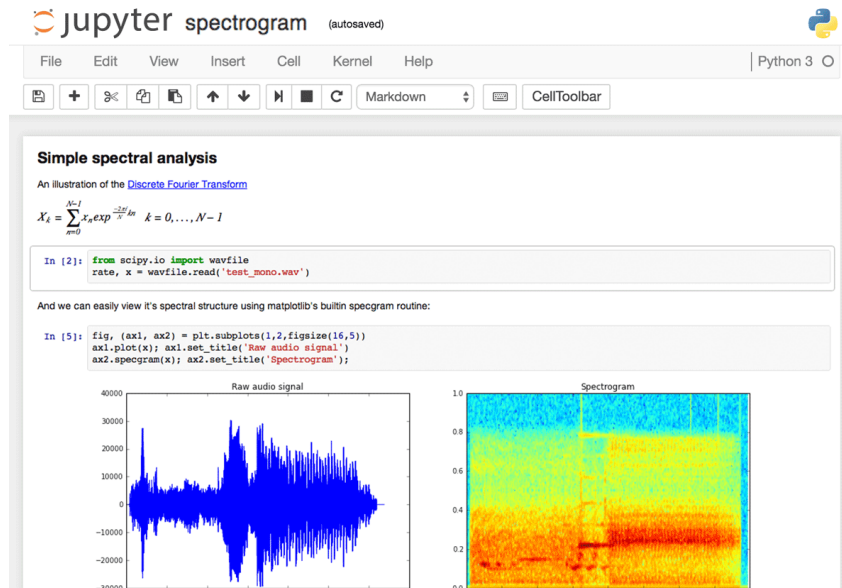 jupyter spectrogram (autosaved)
File Edit View Insert Cell Kernel Help Python 3
Markdown CellToolbar
Simple spectral analysis
An illustration of the Discrete Fourier Transform
X_k = ∑_{n=0}^{N-1} x_n exp^{\frac{-2πi}{N} kn} k = 0, . . . , N − 1
In [2]: from scipy.io import wavfile
rate, x = wavfile.read('test_mono.wav')
And we can easily view it's spectral structure using matplotlib's builtin specgram routine:
In [5]: fig, (ax1, ax2) = plt.subplots(1,2,figsize(16,5))
ax1.plot(x); ax1.set_title('Raw audio signal')
ax2.specgram(x); ax2.set_title('Spectrogram');
Raw audio signal Spectrogram
40000 1.0
30000
0.8
20000
10000 0.6
0
0.4
−10000
−20000 0.2
−30000 0.0